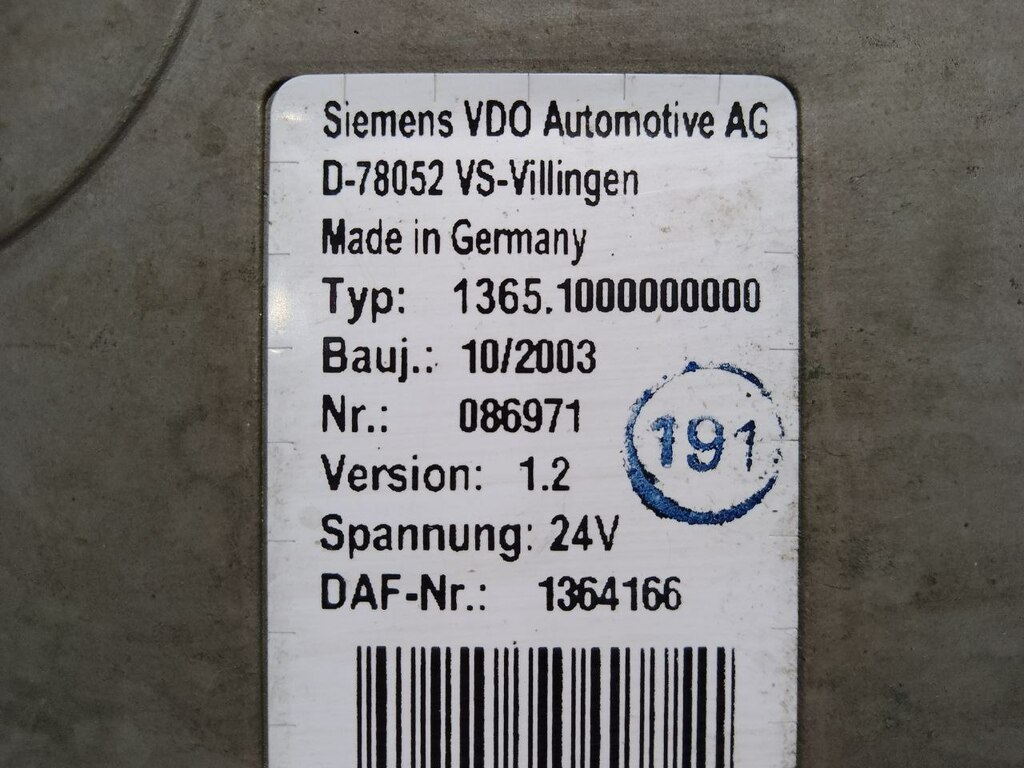 Siemens VDO Automotive AG
D-78052 VS-Villingen
Made in Germany
Typ: 1365.1000000000
Bauj.: 10/2003
Nr.: 086971
191
Version: 1.2
Spannung: 24V
DAF-Nr.: 1364166